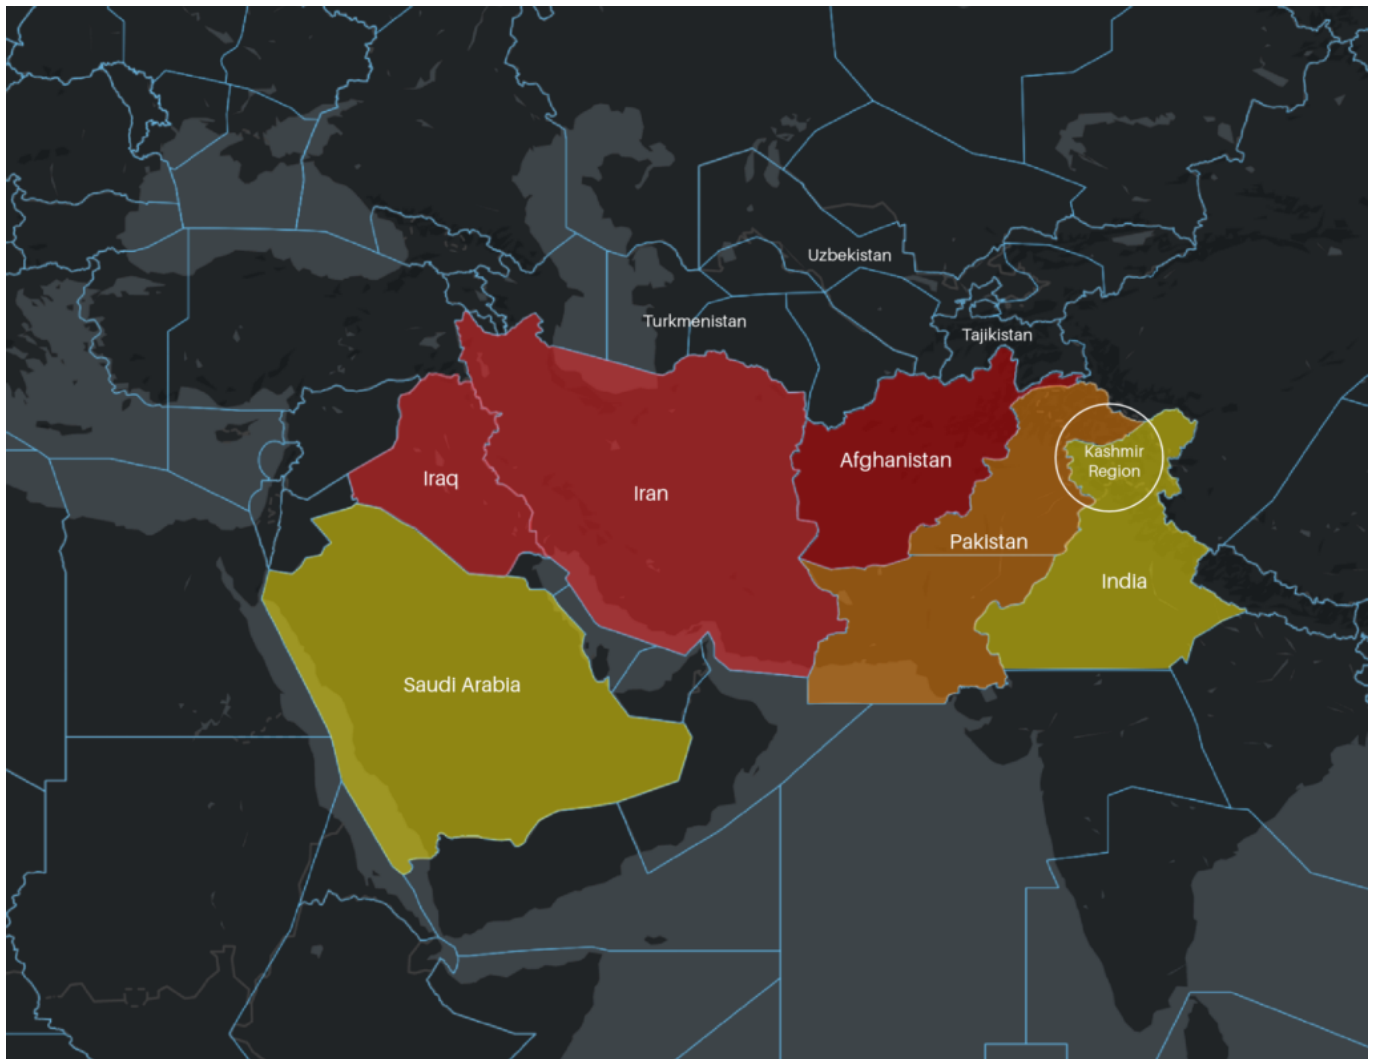 Uzbekistan
Turkmenistan
Tajikistan
Kashmir
Region
Afghanistan
Iraq
Iran
Pakistan
India
Saudi Arabia